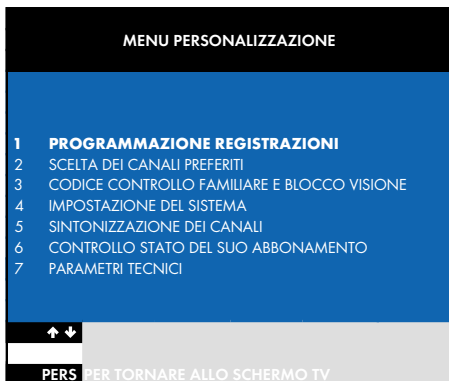 MENU PERSONALIZZAZIONE
1 PROGRAMMAZIONE REGISTRAZIONI
2 SCELTA DEI CANALI PREFERITI
3 CODICE CONTROLLO FAMILIARE E BLOCCO VISIONE
4 IMPOSTAZIONE DEL SISTEMA
5 SINTONIZZAZIONE DEI CANALI
6 CONTROLLO STATO DEL SUO ABBONAMENTO
7 PARAMETRI TECNICI
PERS PER TORNARE ALLO SCHERMO TV